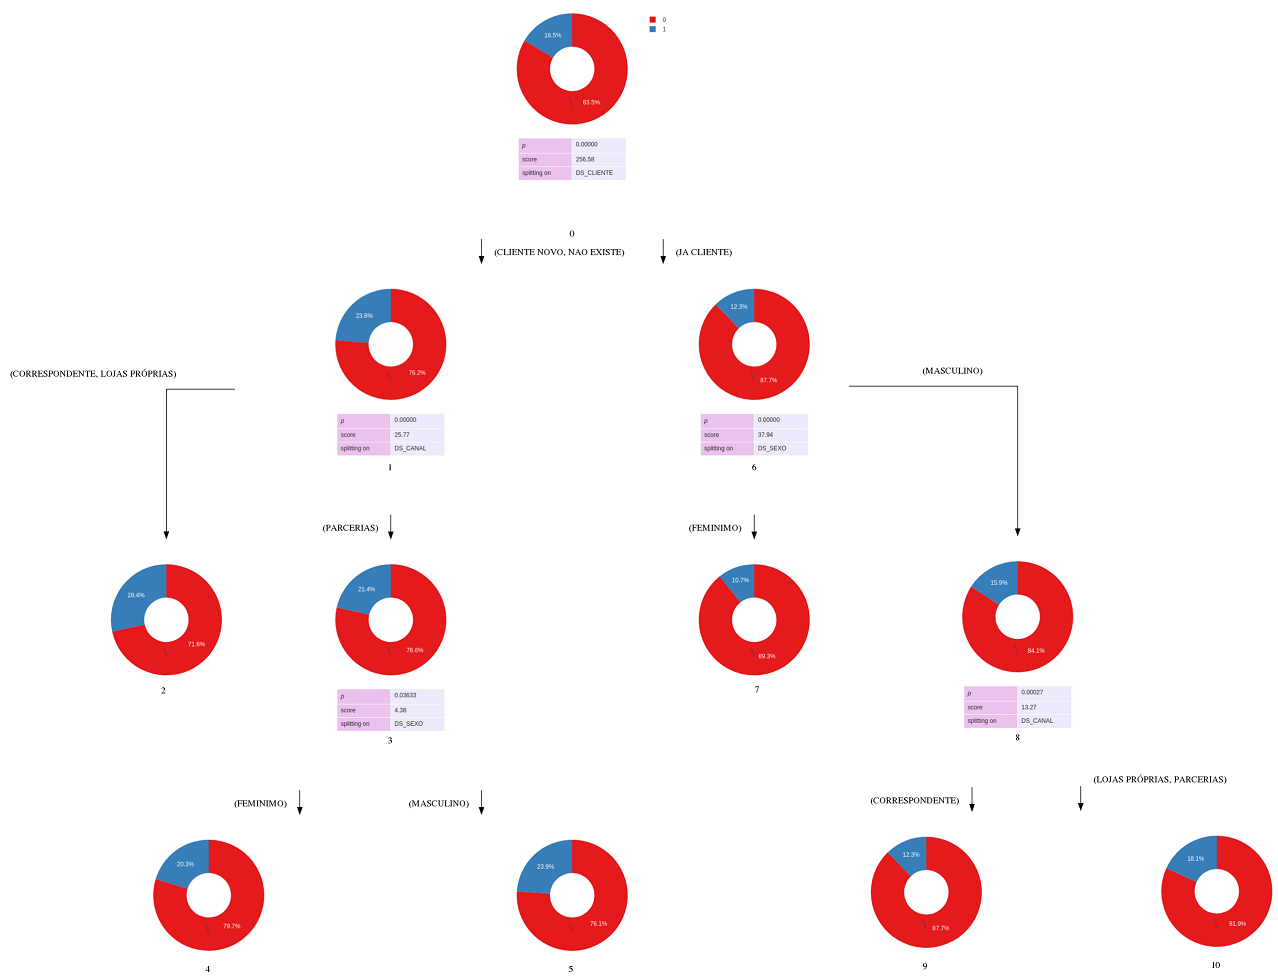 0
1
16.5%
83.5%
p 0.00000
score 256.58
splitting on DS_CLIENTE
0
(CLIENTE NOVO, NAO EXISTE)
(JA CLIENTE)
23.8%
76.2%
12.3%
87.7%
(CORRESPONDENTE, LOJAS PRÓPRIAS)
(MASCULINO)
p 0.00000
score 25.77
splitting on DS_CANAL
1
p 0.00000
score 37.94
splitting on DS_SEXO
6
(PARCERIAS)
(FEMINIMO)
28.4%
71.6%
2
21.4%
78.6%
p 0.03633
score 4.38
splitting on DS_SEXO
3
10.7%
89.3%
7
15.9%
84.1%
p 0.00027
score 13.27
splitting on DS_CANAL
8
(FEMINIMO)
(MASCULINO)
(CORRESPONDENTE)
(LOJAS PRÓPRIAS, PARCERIAS)
20.3%
79.7%
4
23.9%
76.1%
5
12.3%
87.7%
9
18.1%
81.9%
10